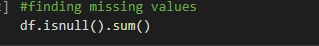 ] #finding missing values
df.isnull().sum()